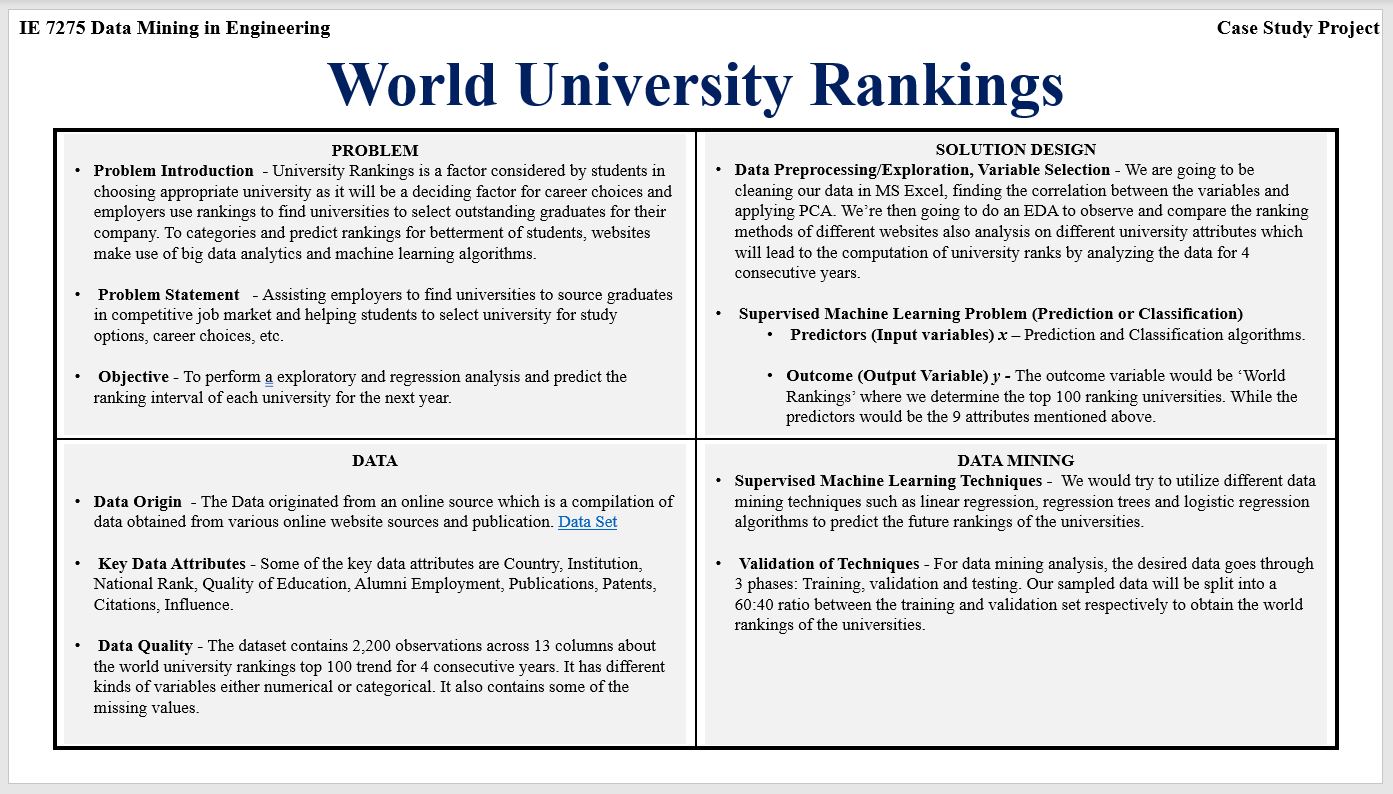 IE 7275 Data Mining in Engineering
Case Study Project
World University Rankings
PROBLEM
• Problem Introduction - University Rankings is a factor considered by students in
choosing appropriate university as it will be a deciding factor for career choices and
employers use rankings to find universities to select outstanding graduates for their
company. To categories and predict rankings for betterment of students, websites
make use of big data analytics and machine learning algorithms.
• Problem Statement - Assisting employers to find universities to source graduates
in competitive job market and helping students to select university for study
options, career choices, etc.
• Objective - To perform a exploratory and regression analysis and predict the
ranking interval of each university for the next year.
SOLUTION DESIGN
• Data Preprocessing/Exploration, Variable Selection - We are going to be
cleaning our data in MS Excel, finding the correlation between the variables and
applying PCA. We’re then going to do an EDA to observe and compare the ranking
methods of different websites also analysis on different university attributes which
will lead to the computation of university ranks by analyzing the data for 4
consecutive years.
• Supervised Machine Learning Problem (Prediction or Classification)
• Predictors (Input variables) x – Prediction and Classification algorithms.
• Outcome (Output Variable) y - The outcome variable would be ‘World
Rankings’ where we determine the top 100 ranking universities. While the
predictors would be the 9 attributes mentioned above.
DATA
• Data Origin - The Data originated from an online source which is a compilation of
data obtained from various online website sources and publication. Data Set
• Key Data Attributes - Some of the key data attributes are Country, Institution,
National Rank, Quality of Education, Alumni Employment, Publications, Patents,
Citations, Influence.
• Data Quality - The dataset contains 2,200 observations across 13 columns about
the world university rankings top 100 trend for 4 consecutive years. It has different
kinds of variables either numerical or categorical. It also contains some of the
missing values.
DATA MINING
• Supervised Machine Learning Techniques - We would try to utilize different data
mining techniques such as linear regression, regression trees and logistic regression
algorithms to predict the future rankings of the universities.
• Validation of Techniques - For data mining analysis, the desired data goes through
3 phases: Training, validation and testing. Our sampled data will be split into a
60:40 ratio between the training and validation set respectively to obtain the world
rankings of the universities.